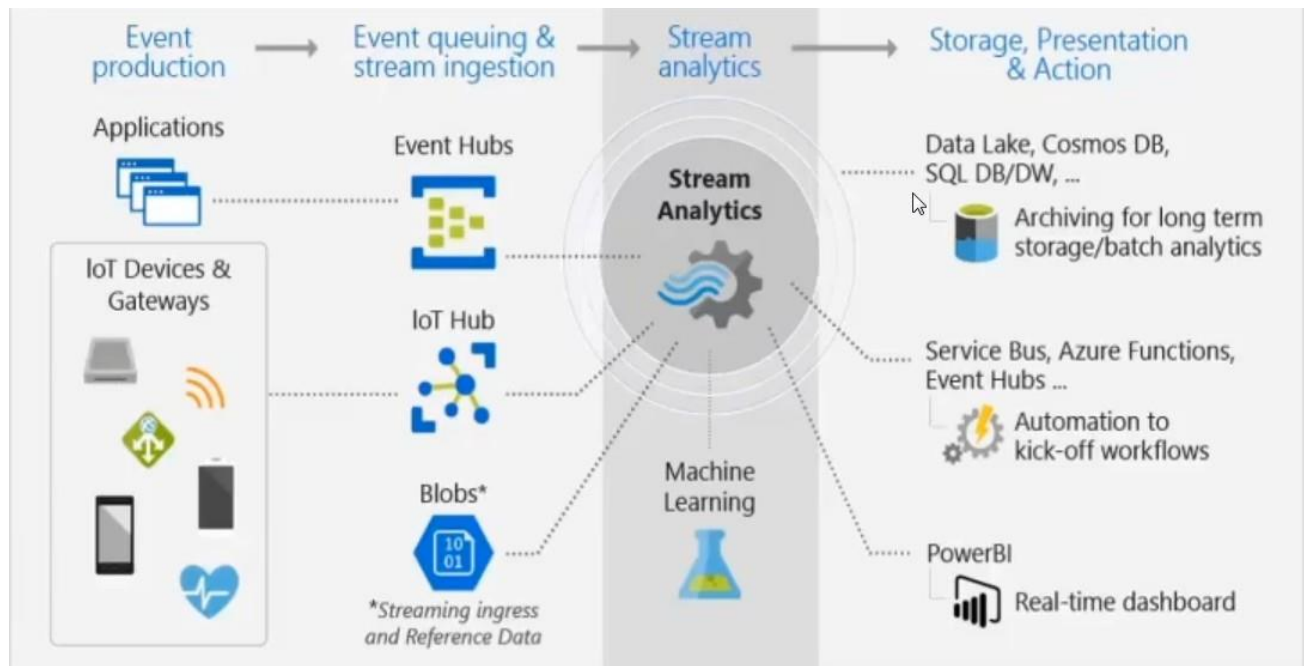 Event
production
Event queuing &
stream ingestion
Stream
analytics
Storage, Presentation
& Action
Applications
IoT Devices &
Gateways
Event Hubs
IoT Hub
Blobs*
10
01
*Streaming ingress
and Reference Data
Stream
Analytics
Machine
Learning
Data Lake, Cosmos DB,
SQL DB/DW, ...
Archiving for long term
storage/batch analytics
Service Bus, Azure Functions,
Event Hubs ...
Automation to
kick-off workflows
PowerBI
Real-time dashboard